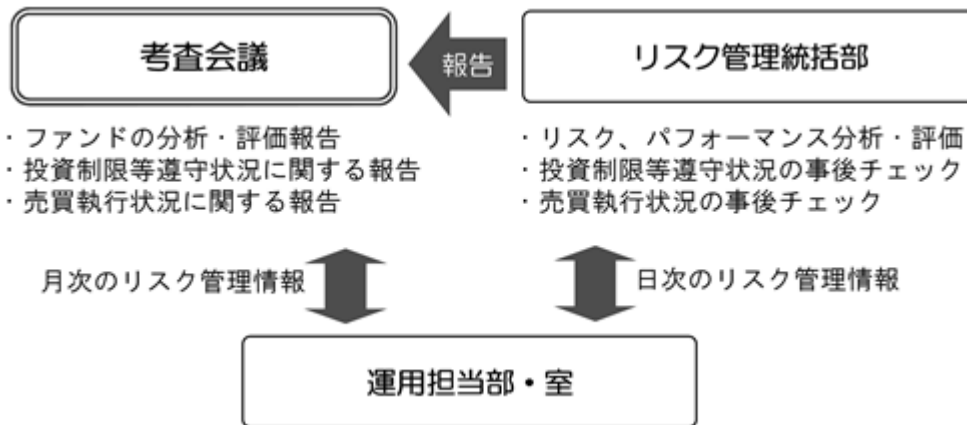 考査会議
報告
リスク管理統括部
・ファンドの分析・評価報告
・投資制限等遵守状況に関する報告
・売買執行状況に関する報告
・リスク、パフォーマンス分析・評価
・投資制限等遵守状況の事後チェック
・売買執行状況の事後チェック
月次のリスク管理情報
日次のリスク管理情報
運用担当部・室